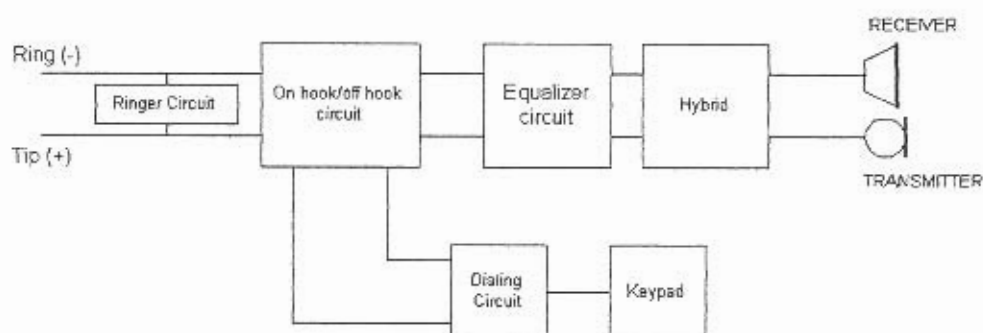 RECEIVER
Ring (-)
Ringer Circuit
On hook/off hook
circuit
Equalizer
circuit
Hybrid
Tip (+)
TRANSMITTER
Dialing
Circuit
Keypad